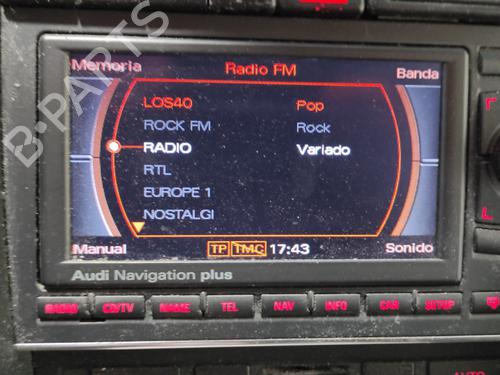 Memoria Radio FM Banda
LOS40 Pop
ROCK FM Rock
RADIO Variado
RTL
EUROPE 1
NOSTALGI
Manual TP TMC 17:43 Sonido
Audi Navigation plus
RADIO CD/TV NAME TEL NAV INFO CAR SETUP
AUTO
B-PARTS